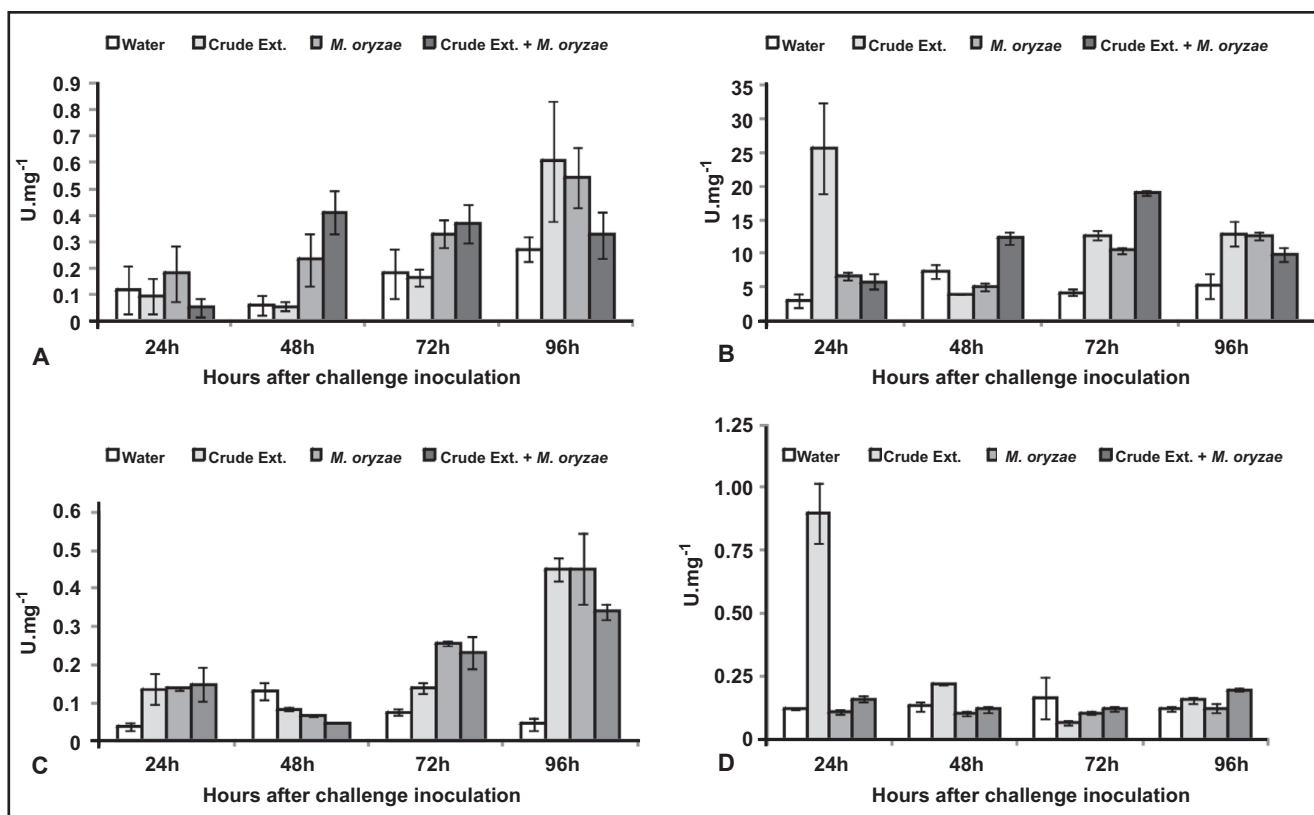 Water Crude Ext. M. oryzae Crude Ext. + M. oryzae
0.9
0.8
0.7
0.6
0.5
0.4
0.3
0.2
0.1
0
U.mg-1
24h 48h 72h 96h
A
Hours after challenge inoculation
Water Crude Ext. M. oryzae Crude Ext. + M. oryzae
35
30
25
20
15
10
5
0
U.mg-1
24h 48h 72h 96h
B
Hours after challenge inoculation
Water Crude Ext. M. oryzae Crude Ext. + M. oryzae
0.6
0.5
0.4
0.3
0.2
0.1
0
U.mg-1
24h 48h 72h 96h
C
Hours after challenge inoculation
1.25
Water Crude Ext. M. oryzae Crude Ext. + M. oryzae
1.00
0.75
0.50
0.25
0
U.mg-1
24h 48h 72h 96h
D
Hours after challenge inoculation